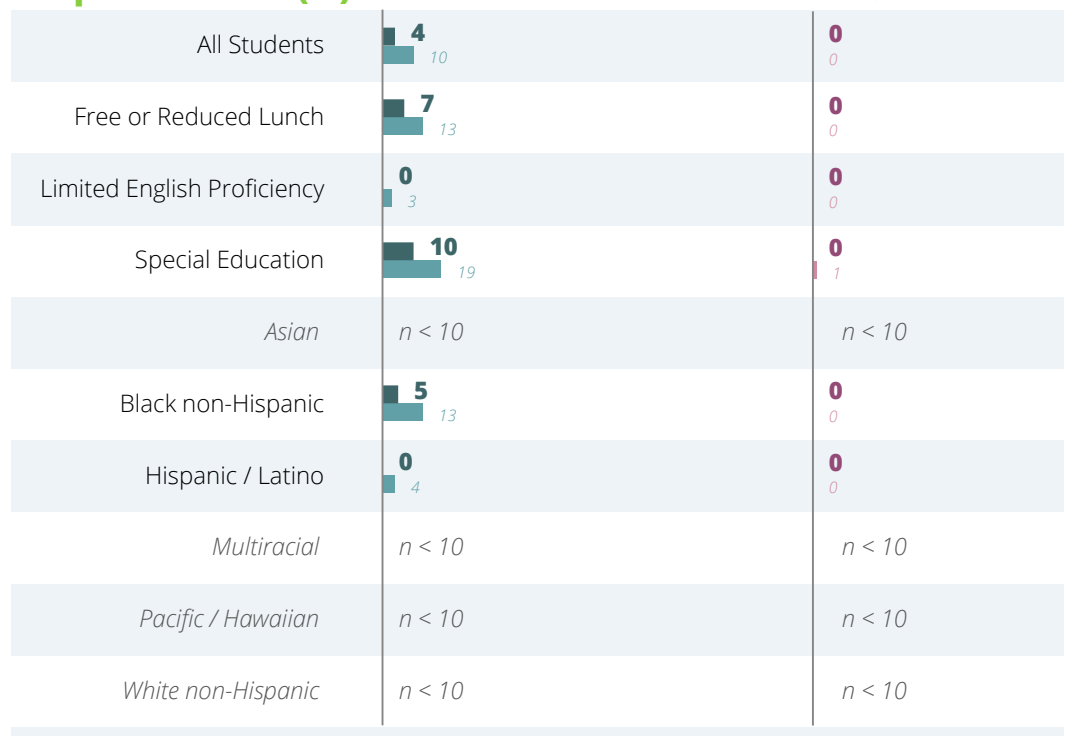 All Students 4 10 0 0
Free or Reduced Lunch 7 13 0 0
Limited English Proficiency 0 3 0 0
Special Education 10 19 0 1
Asian n < 10 n < 10
Black non-Hispanic 5 13 0 0
Hispanic / Latino 0 4 0 0
Multiracial n < 10 n < 10
Pacific / Hawaiian n < 10 n < 10
White non-Hispanic n < 10 n < 10